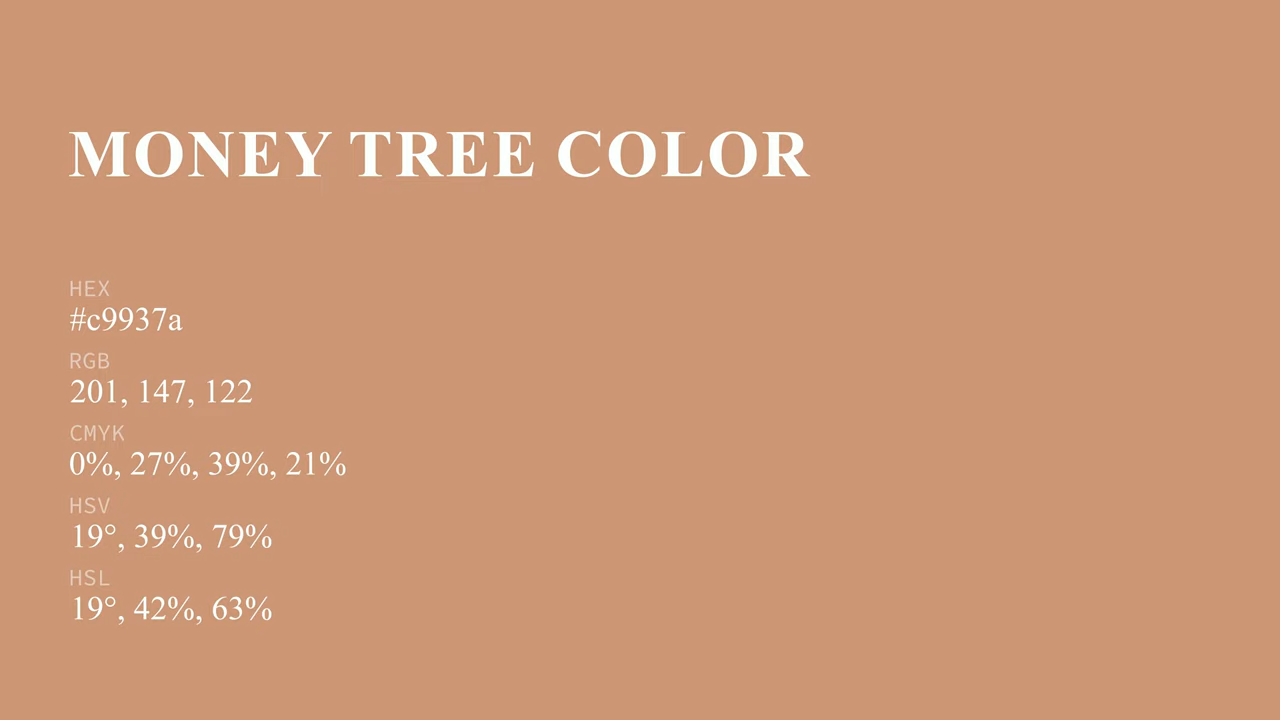 MONEY TREE COLOR
HEX
#c9937a
RGB
201, 147, 122
CMYK
0%, 27%, 39%, 21%
HSV
19°, 39%, 79%
HSL
19°, 42%, 63%